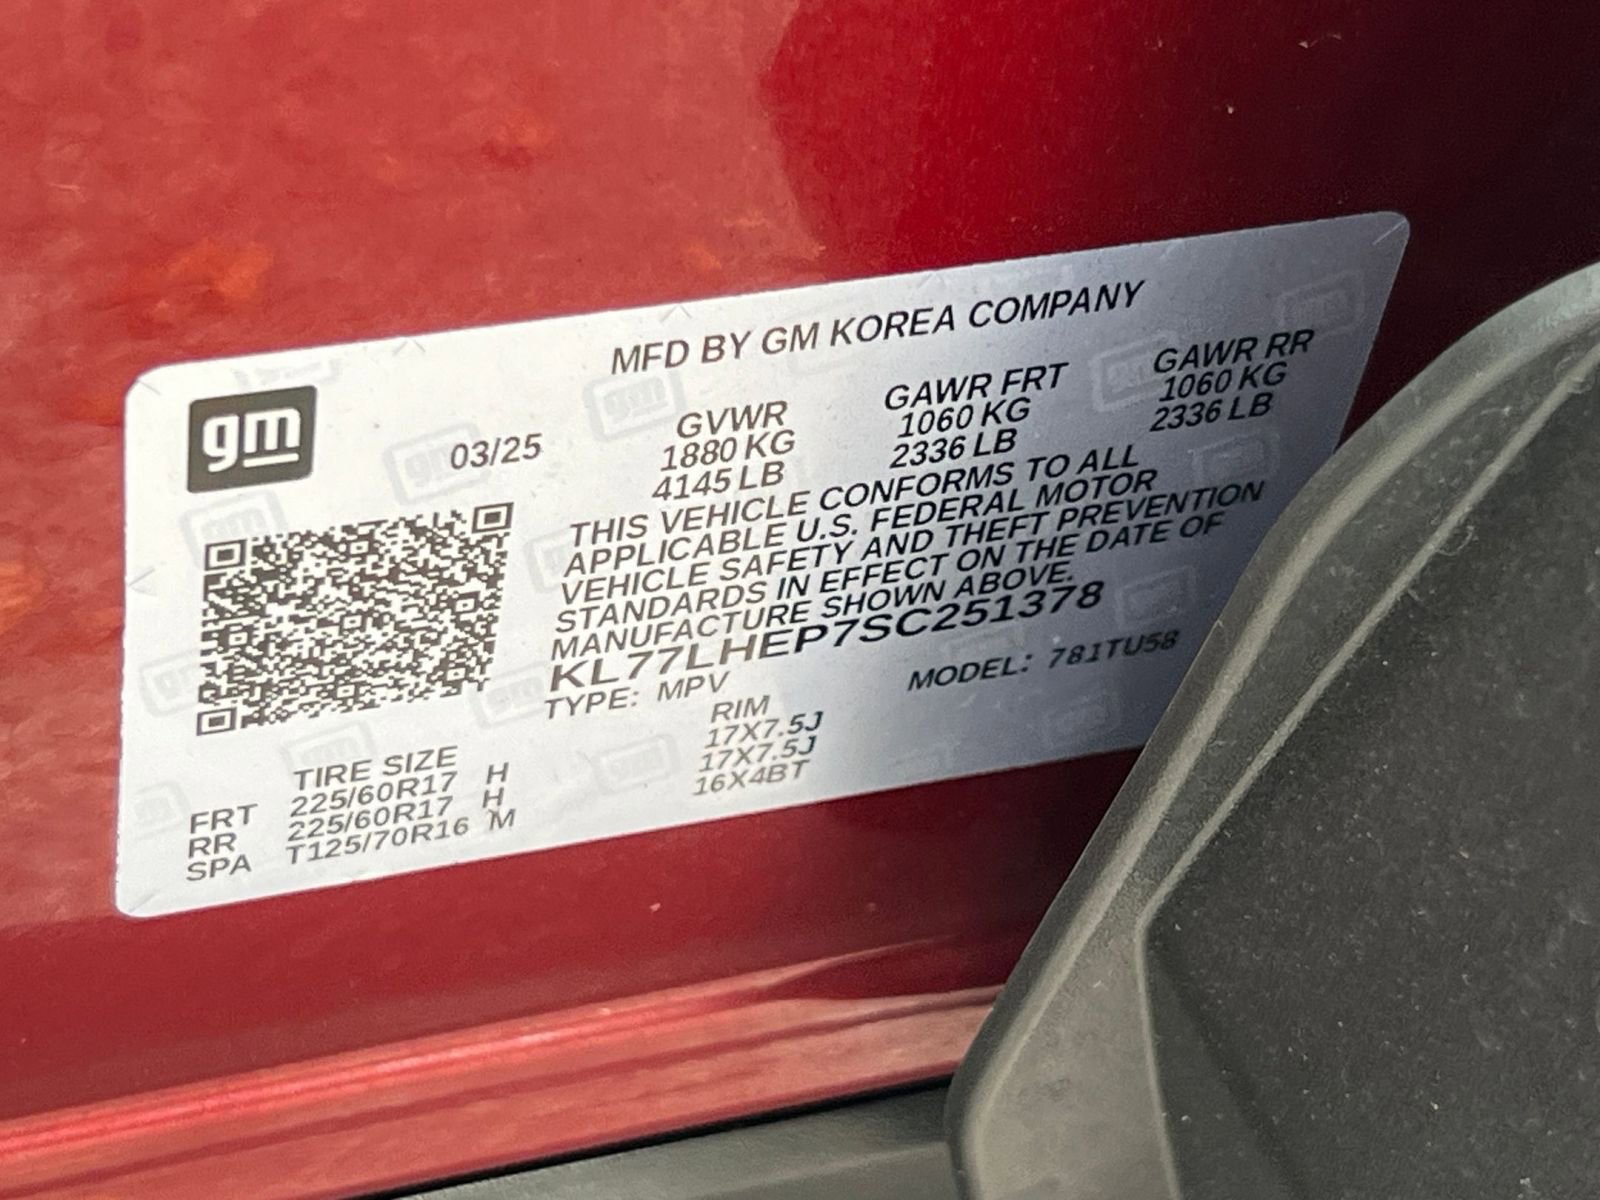 MFD BY GM KOREA COMPANY
gm
03/25
GVWR GAWR FRT GAWR RR
1880 KG 1060 KG 1060 KG
4145 LB 2336 LB 2336 LB
THIS VEHICLE CONFORMS TO ALL
APPLICABLE U.S. FEDERAL MOTOR
VEHICLE SAFETY AND THEFT PREVENTION
STANDARDS IN EFFECT ON THE DATE OF
MANUFACTURE SHOWN ABOVE.
KL77LHEP7SC251378
TYPE: MPV MODEL: 781TU58
TIRE SIZE RIM
FRT 225/60R17 H 17X7.5J
RR 225/60R17 H 17X7.5J
SPA T125/70R16 M 16X4BT